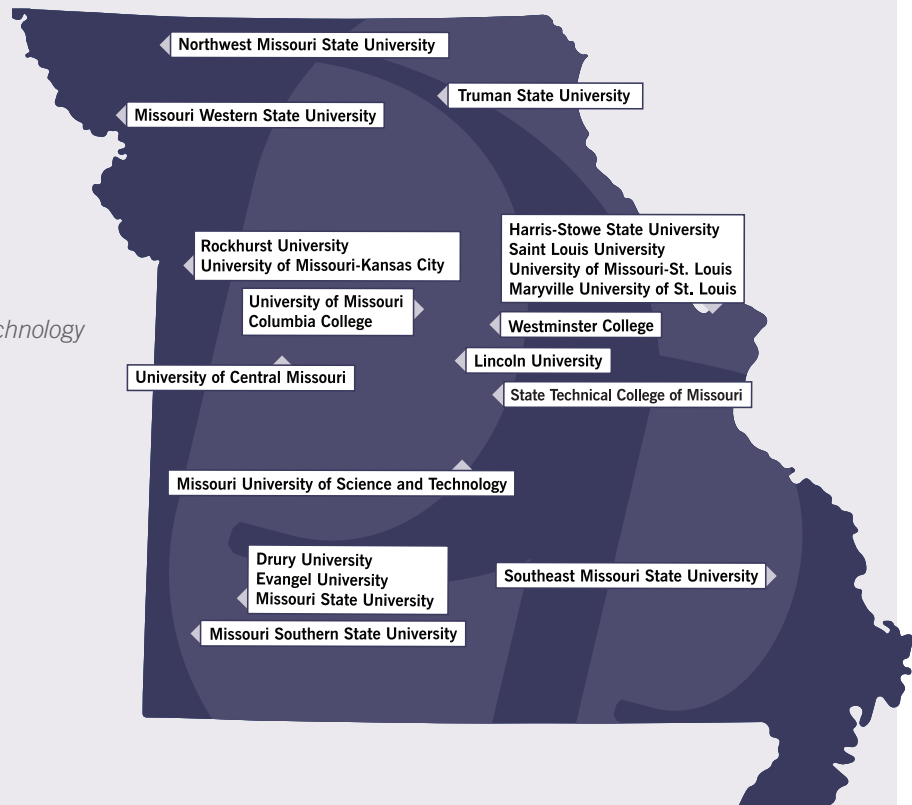 Northwest Missouri State University
Truman State University
Missouri Western State University
Harris-Stowe State University
Saint Louis University
University of Missouri-St. Louis
Maryville University of St. Louis
Rockhurst University
University of Missouri-Kansas City
University of Missouri
Columbia College
Westminster College
chnology
Lincoln University
University of Central Missouri
State Technical College of Missouri
Missouri University of Science and Technology
Drury University
Evangel University
Missouri State University
Southeast Missouri State University
Missouri Southern State University